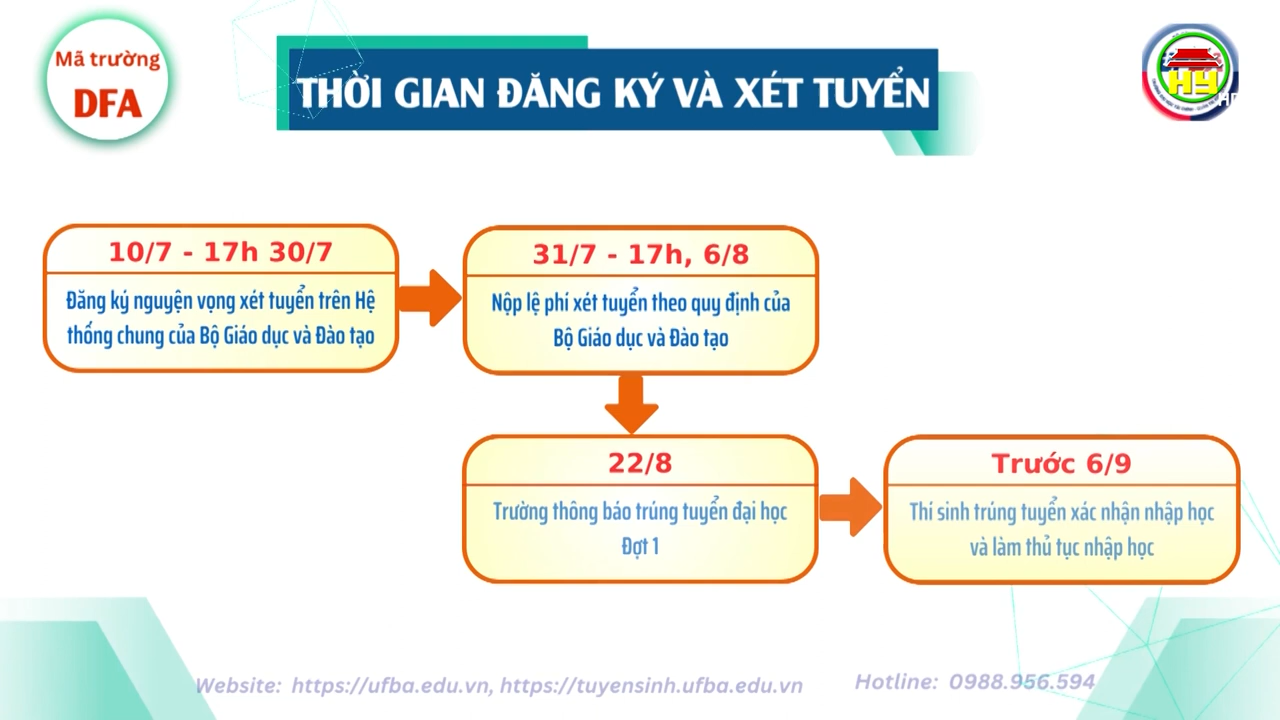 Mã trường
DFA
THỜI GIAN ĐĂNG KÝ VÀ XÉT TUYỂN
HY
10/7 - 17h 30/7
Đăng ký nguyện vọng xét tuyển trên Hệ
thống chung của Bộ Giáo dục và Đào tạo
31/7 - 17h, 6/8
Nộp lệ phí xét tuyển theo quy định của
Bộ Giáo dục và Đào tạo
22/8
Trường thông báo trúng tuyển đại học
Đợt 1
Trước 6/9
Thí sinh trúng tuyển xác nhận nhập học
và làm thủ tục nhập học
Website: https://ufba.edu.vn, https://tuyensinh.ufba.edu.vn
Hotline: 0988.956.594